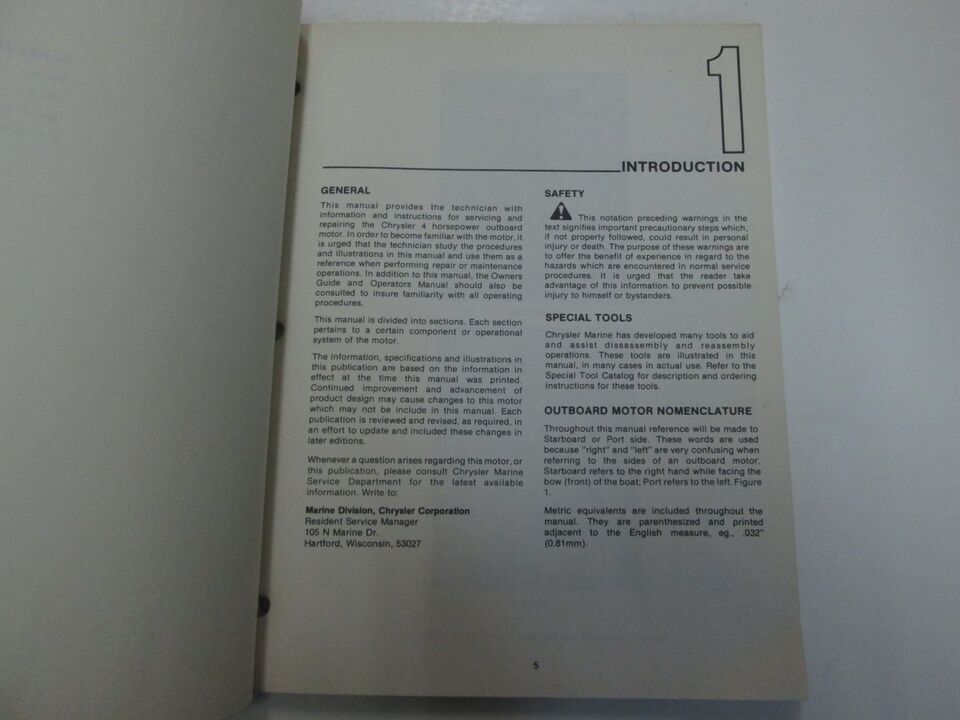 1
INTRODUCTION
GENERAL
This manual provides the technician with
information and instructions for servicing and
repairing the Chrysler 4 horsepower outboard
motor. In order to become familiar with the motor, it
is urged that the technician study the procedures
and illustrations in this manual and use them as a
reference when performing repair or maintenance
operations. In addition to this manual, the Owners
Guide and Operators Manual should also be
consulted to insure familiarity with all operating
procedures.
This manual is divided into sections. Each section
pertains to a certain component or operational
system of the motor.
The information, specifications and illustrations in
this publication are based on the information in
effect at the time this manual was printed.
Continued improvement and advancement of
product design may cause changes to this motor
which may not be include in this manual. Each
publication is reviewed and revised, as required, in
an effort to update and included these changes in
later editions.
Whenever a question arises regarding this motor, or
this publication, please consult Chrysler Marine
Service Department for the latest available
information. Write to:
Marine Division, Chrysler Corporation
Resident Service Manager
105 N Marine Dr.
Hartford, Wisconsin, 53027
SAFETY
This notation preceding warnings in the
text signifies important precautionary steps which,
if not properly followed, could result in personal
injury or death. The purpose of these warnings are
to offer the benefit of experience in regard to the
hazards which are encountered in normal service
procedures. It is urged that the reader take
advantage of this information to prevent possible
injury to himself or bystanders.
SPECIAL TOOLS
Chrysler Marine has developed many tools to aid
and assist dissassembly and reassembly
operations. These tools are illustrated in this
manual, in many cases in actual use. Refer to the
Special Tool Catalog for description and ordering
instructions for these tools.
OUTBOARD MOTOR NOMENCLATURE
Throughout this manual reference will be made to
Starboard or Port side. These words are used
because "right" and "left" are very confusing when
referring to the sides of an outboard motor.
Starboard refers to the right hand while facing the
bow (front) of the boat; Port refers to the left. Figure
1.
Metric equivalents are included throughout the
manual. They are parenthesized and printed
adjacent to the English measure, eg., .032"
(0.81mm).
5